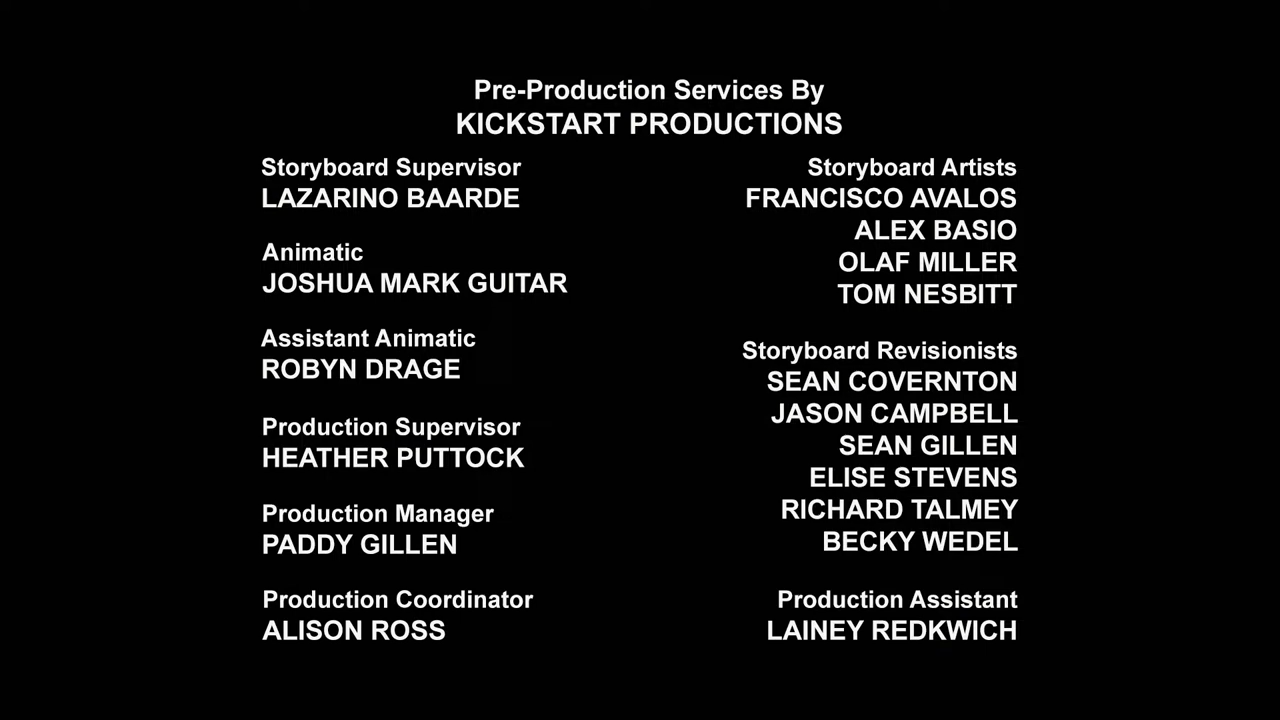 Pre-Production Services By
KICKSTART PRODUCTIONS
Storyboard Supervisor
LAZARINO BAARDE
Animatic
JOSHUA MARK GUITAR
Assistant Animatic
ROBYN DRAGE
Production Supervisor
HEATHER PUTTOCK
Production Manager
PADDY GILLEN
Production Coordinator
ALISON ROSS
Storyboard Artists
FRANCISCO AVALOS
ALEX BASIO
OLAF MILLER
TOM NESBITT
Storyboard Revisionists
SEAN COVERNTON
JASON CAMPBELL
SEAN GILLEN
ELISE STEVENS
RICHARD TALMEY
BECKY WEDEL
Production Assistant
LAINEY REDKWICH